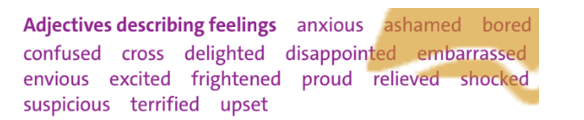 Adjectives describing feelings anxious ashamed bored
confused cross delighted disappointed embarrassed
envious excited frightened proud relieved shocked
suspicious terrified upset